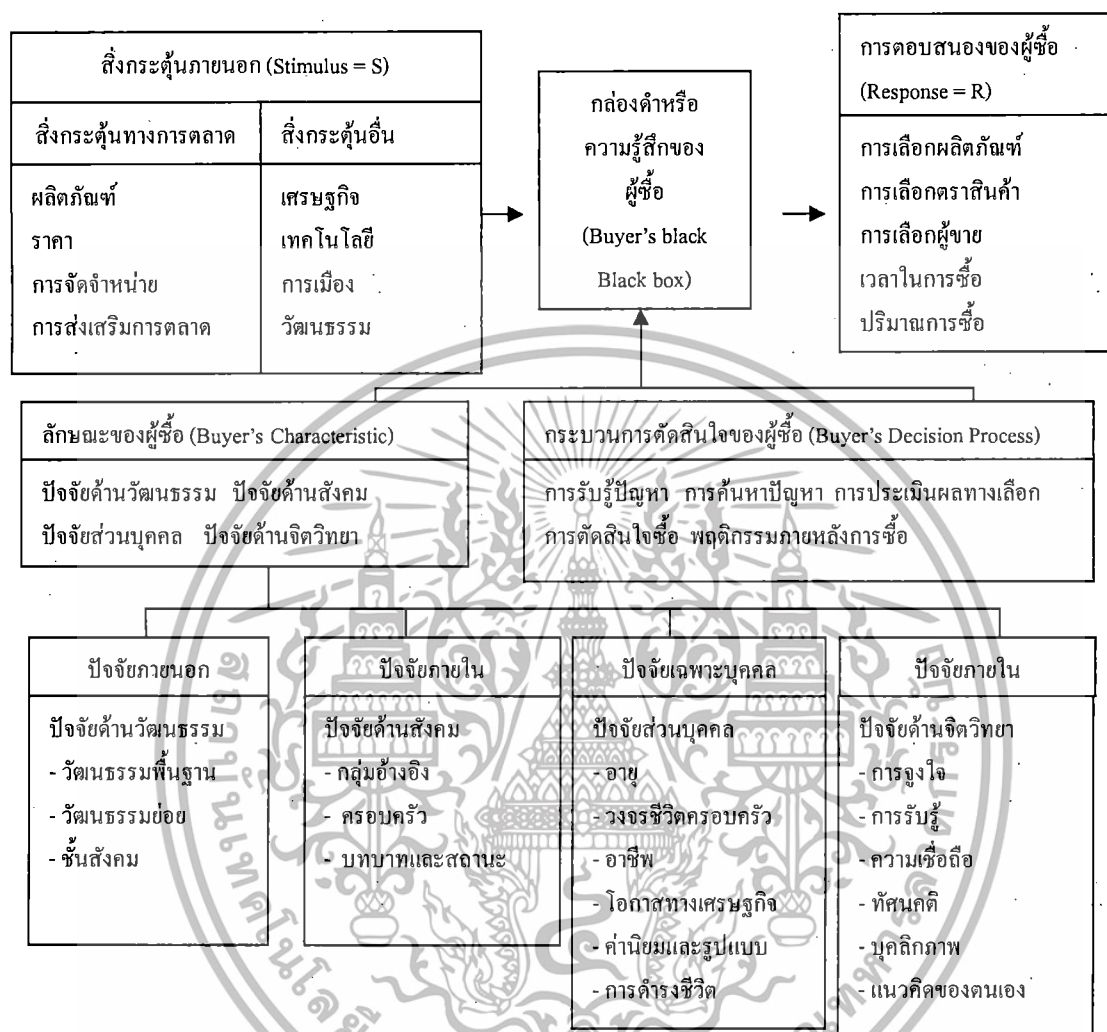 สิ่งกระตุ้นภายนอก (Stimulus = S)
สิ่งกระตุ้นทางการตลาด
ผลิตภัณฑ์
ราคา
การจัดจำหน่าย
การส่งเสริมการตลาด
สิ่งกระตุ้นอื่น
เศรษฐกิจ
เทคโนโลยี
การเมือง
วัฒนธรรม
กล่องดำหรือ
ความรู้สึกของ
ผู้ซื้อ
(Buyer's black
Black box)
การตอบสนองของผู้ซื้อ
(Response = R)
การเลือกผลิตภัณฑ์
การเลือกตราสินค้า
การเลือกผู้ขาย
เวลาในการซื้อ
ปริมาณการซื้อ
ลักษณะของผู้ซื้อ (Buyer's Characteristic)
ปัจจัยด้านวัฒนธรรม ปัจจัยด้านสังคม
ปัจจัยส่วนบุคคล ปัจจัยด้านจิตวิทยา
กระบวนการตัดสินใจของผู้ซื้อ (Buyer's Decision Process)
การรับรู้ปัญหา การค้นหาปัญหา การประเมินผลทางเลือก
การตัดสินใจซื้อ พฤติกรรมภายหลังการซื้อ
ปัจจัยภายนอก
ปัจจัยด้านวัฒนธรรม
- วัฒนธรรมพื้นฐาน
- วัฒนธรรมย่อย
- ชั้นสังคม
ปัจจัยภายใน
ปัจจัยด้านสังคม
- กลุ่มอ้างอิง
- ครอบครัว
- บทบาทและสถานะ
ปัจจัยเฉพาะบุคคล
ปัจจัยส่วนบุคคล
- อายุ
- วงจรชีวิตครอบครัว
- อาชีพ
- โอกาสทางเศรษฐกิจ
- ค่านิยมและรูปแบบ
- การดำรงชีวิต
ปัจจัยภายใน
ปัจจัยด้านจิตวิทยา
- การจูงใจ
- การรับรู้
- ความเชื่อถือ
- ทัศนคติ
- บุคลิกภาพ
- แนวคิดของตนเอง